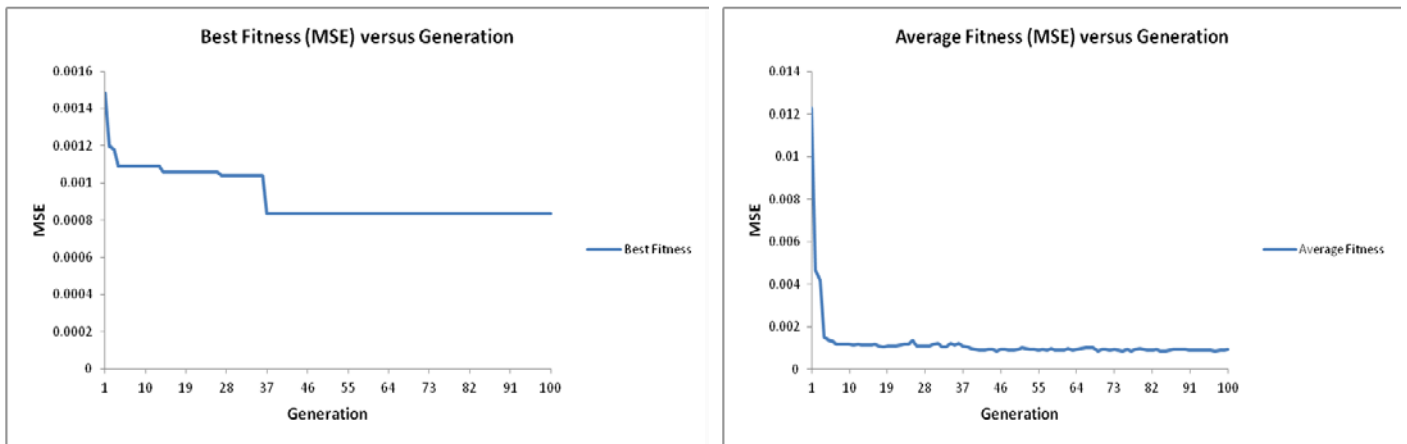 Best Fitness (MSE) versus Generation
0.0016
0.0014
0.0012
0.001
0.0008
0.0006
0.0004
0.0002
0
MSE
1 10 19 28 37 46 55 64 73 82 91 100
Generation
Best Fitness
Average Fitness (MSE) versus Generation
0.014
0.012
0.01
0.008
0.006
0.004
0.002
0
MSE
1 10 19 28 37 46 55 64 73 82 91 100
Generation
Average Fitness